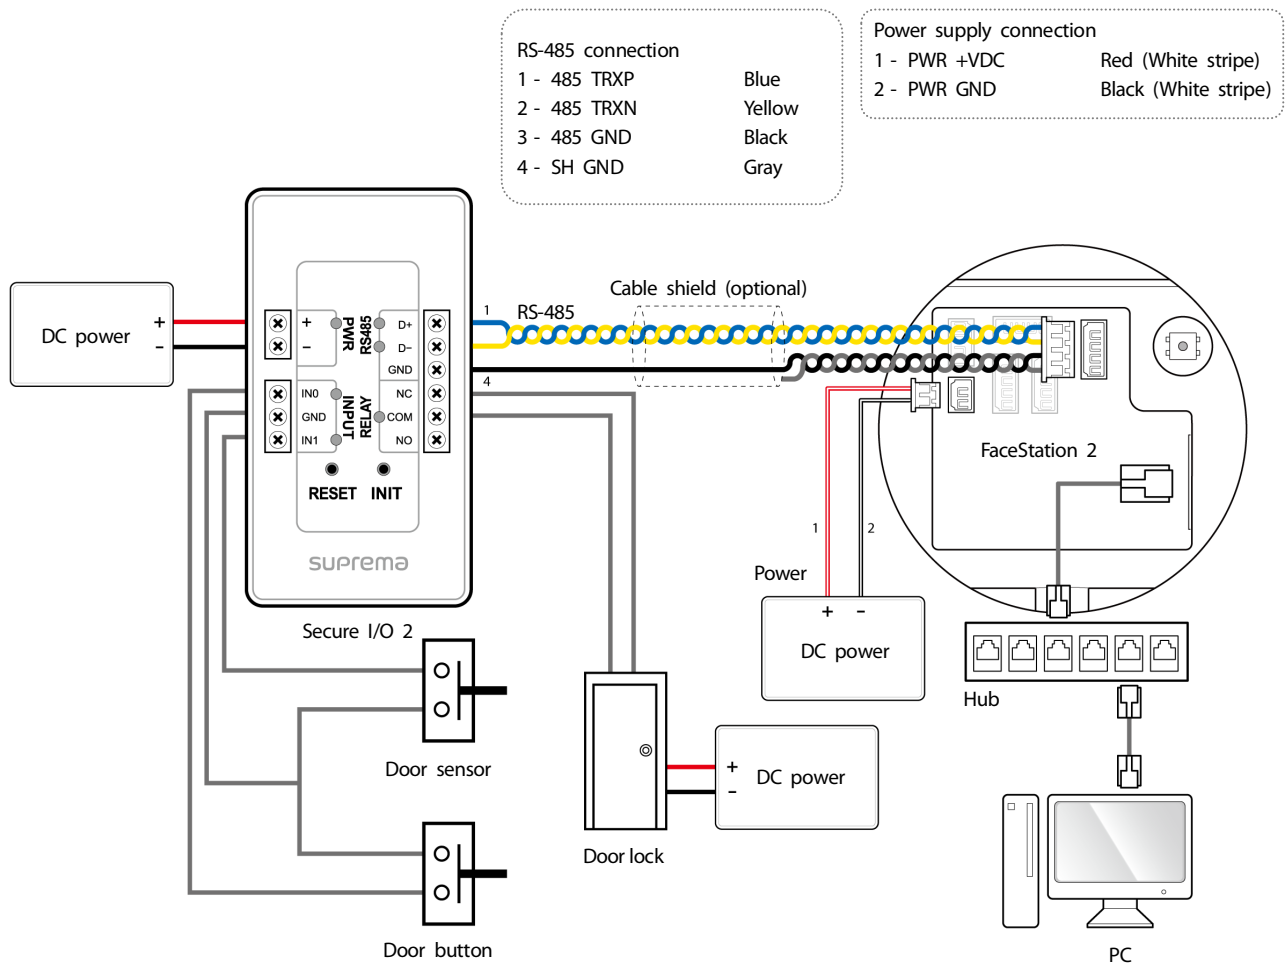 RS-485 connection
1 - 485 TRXP Blue
2 - 485 TRXN Yellow
3 - 485 GND Black
4 - SH GND Gray
Power supply connection
1 - PWR +VDC Red (White stripe)
2 - PWR GND Black (White stripe)
DC power
+
-
+
-
PWR
RS485
D+
D-
GND
IN0
GND
IN1
INPUT
RELAY
NC
COM
NO
RESET INIT
suprema
Secure I/O 2
1
RS-485
4
Cable shield (optional)
FaceStation 2
1
2
Power
+ -
DC power
Hub
Door sensor
Door button
Door lock
+
-
DC power
PC